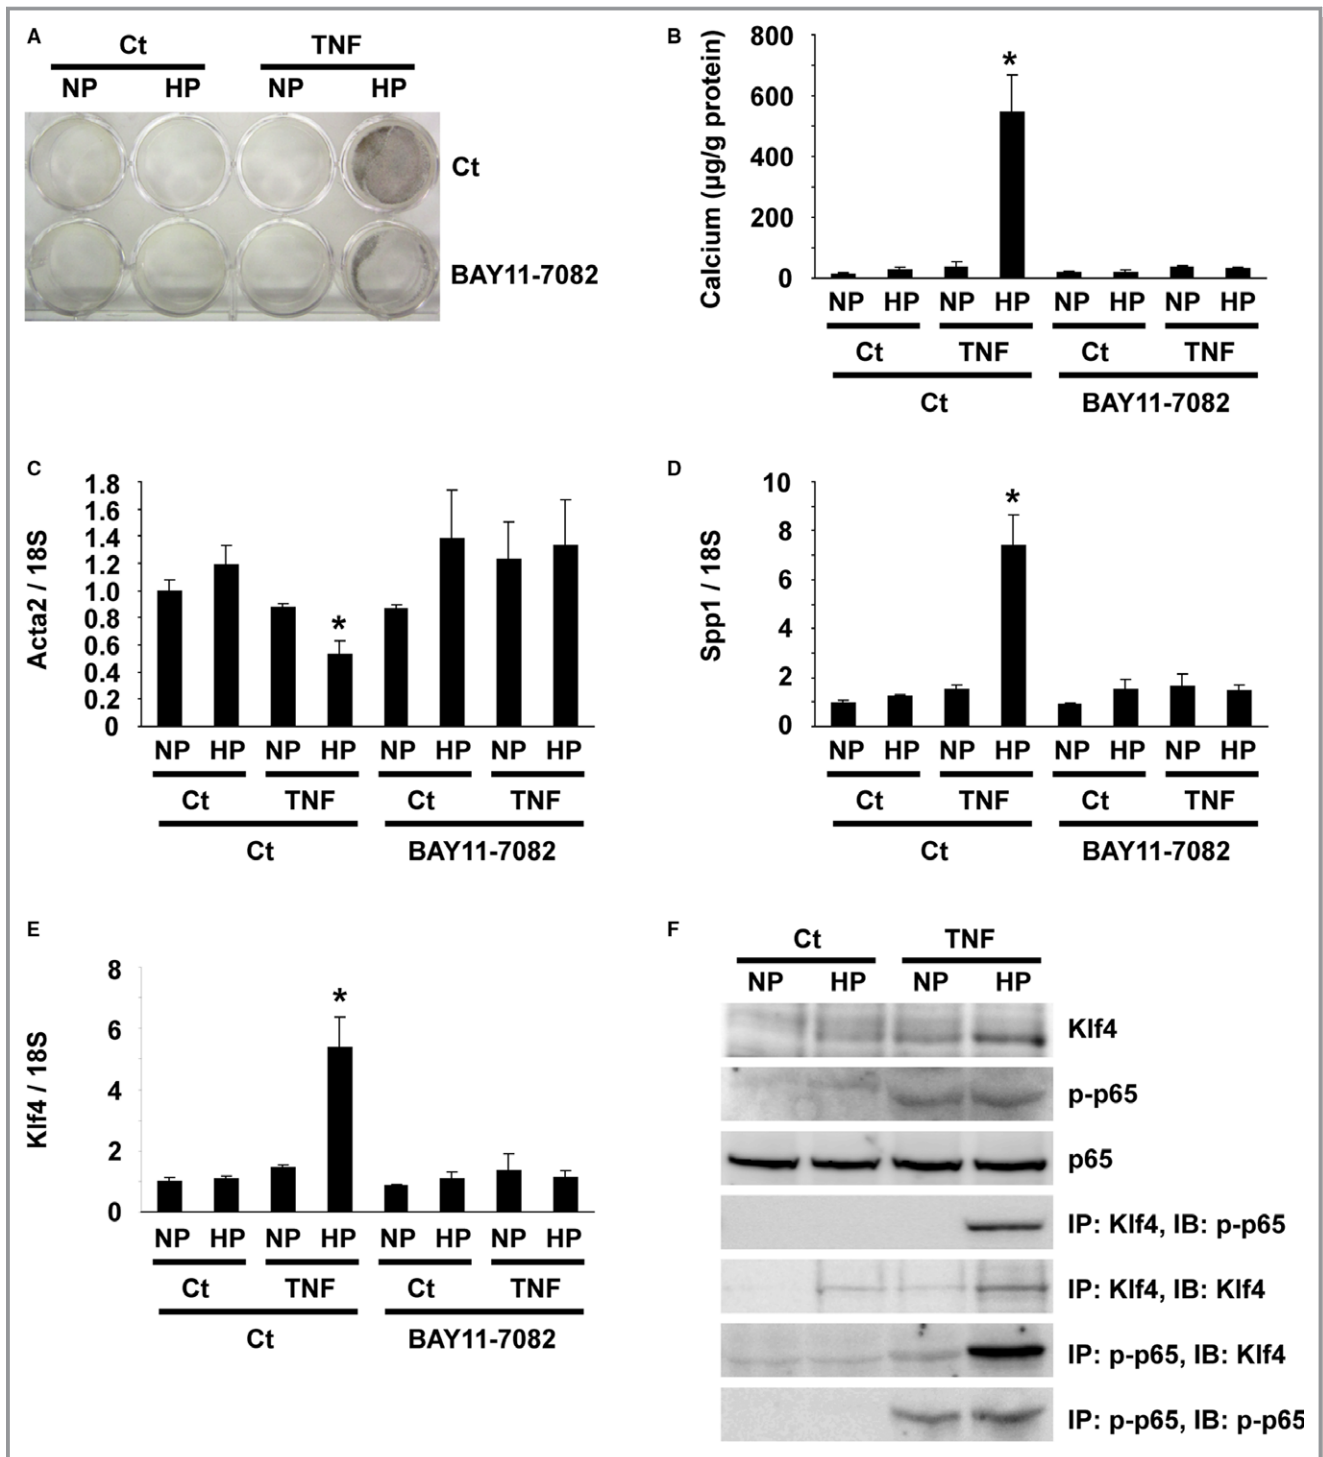 A
Ct TNF
NP HP NP HP
Ct
BAY11-7082
B
Calcium (µg/g protein)
800
600
400
200
0
*
NP HP NP HP NP HP NP HP
Ct TNF Ct TNF
Ct BAY11-7082
C
Acta2 / 18S
1.8
1.6
1.4
1.2
1.0
0.8
0.6
0.4
0.2
0
*
NP HP NP HP NP HP NP HP
Ct TNF Ct TNF
Ct BAY11-7082
D
Spp1 / 18S
10
8
6
4
2
0
*
NP HP NP HP NP HP NP HP
Ct TNF Ct TNF
Ct BAY11-7082
E
Klf4 / 18S
8
6
4
2
0
*
NP HP NP HP NP HP NP HP
Ct TNF Ct TNF
Ct BAY11-7082
F
Ct TNF
NP HP NP HP
Klf4
p-p65
p65
IP: Klf4, IB: p-p65
IP: Klf4, IB: Klf4
IP: p-p65, IB: Klf4
IP: p-p65, IB: p-p65